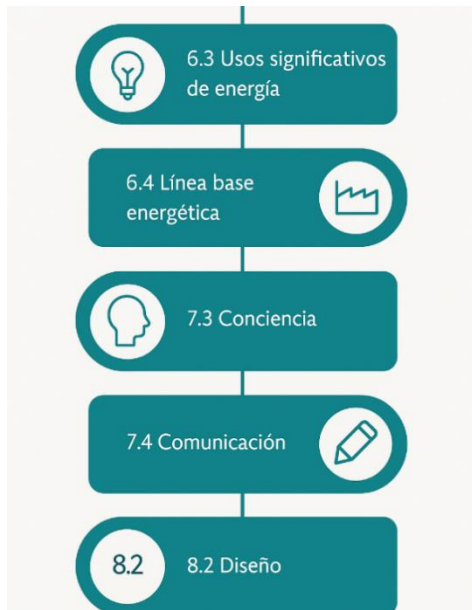 6.3 Usos significativos
de energía
6.4 Línea base
energética
7.3 Conciencia
7.4 Comunicación
8.2
8.2 Diseño